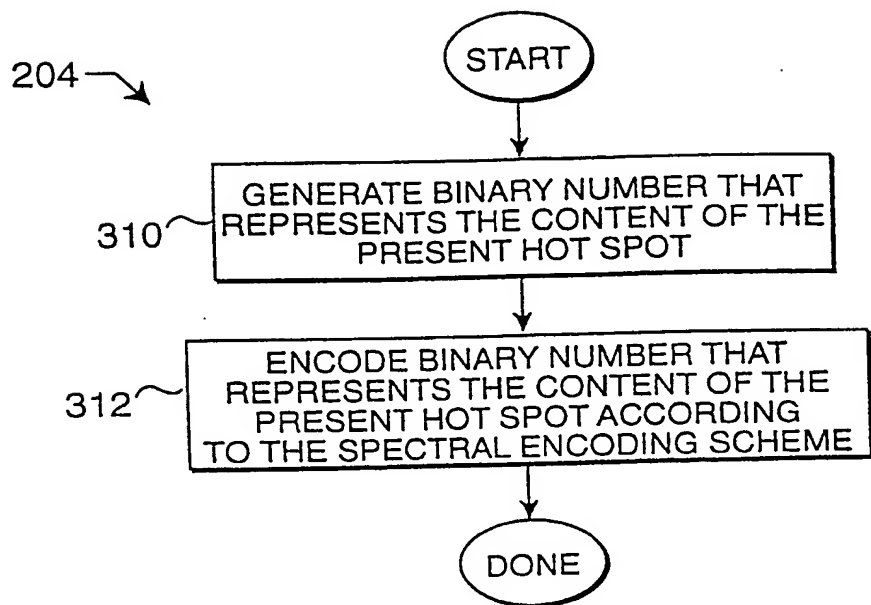 204
START
310
GENERATE BINARY NUMBER THAT
REPRESENTS THE CONTENT OF THE
PRESENT HOT SPOT.
312
ENCODE BINARY NUMBER THAT
REPRESENTS THE CONTENT OF THE
PRESENT HOT SPOT ACCORDING
TO THE SPECTRAL ENCODING SCHEME
DONE